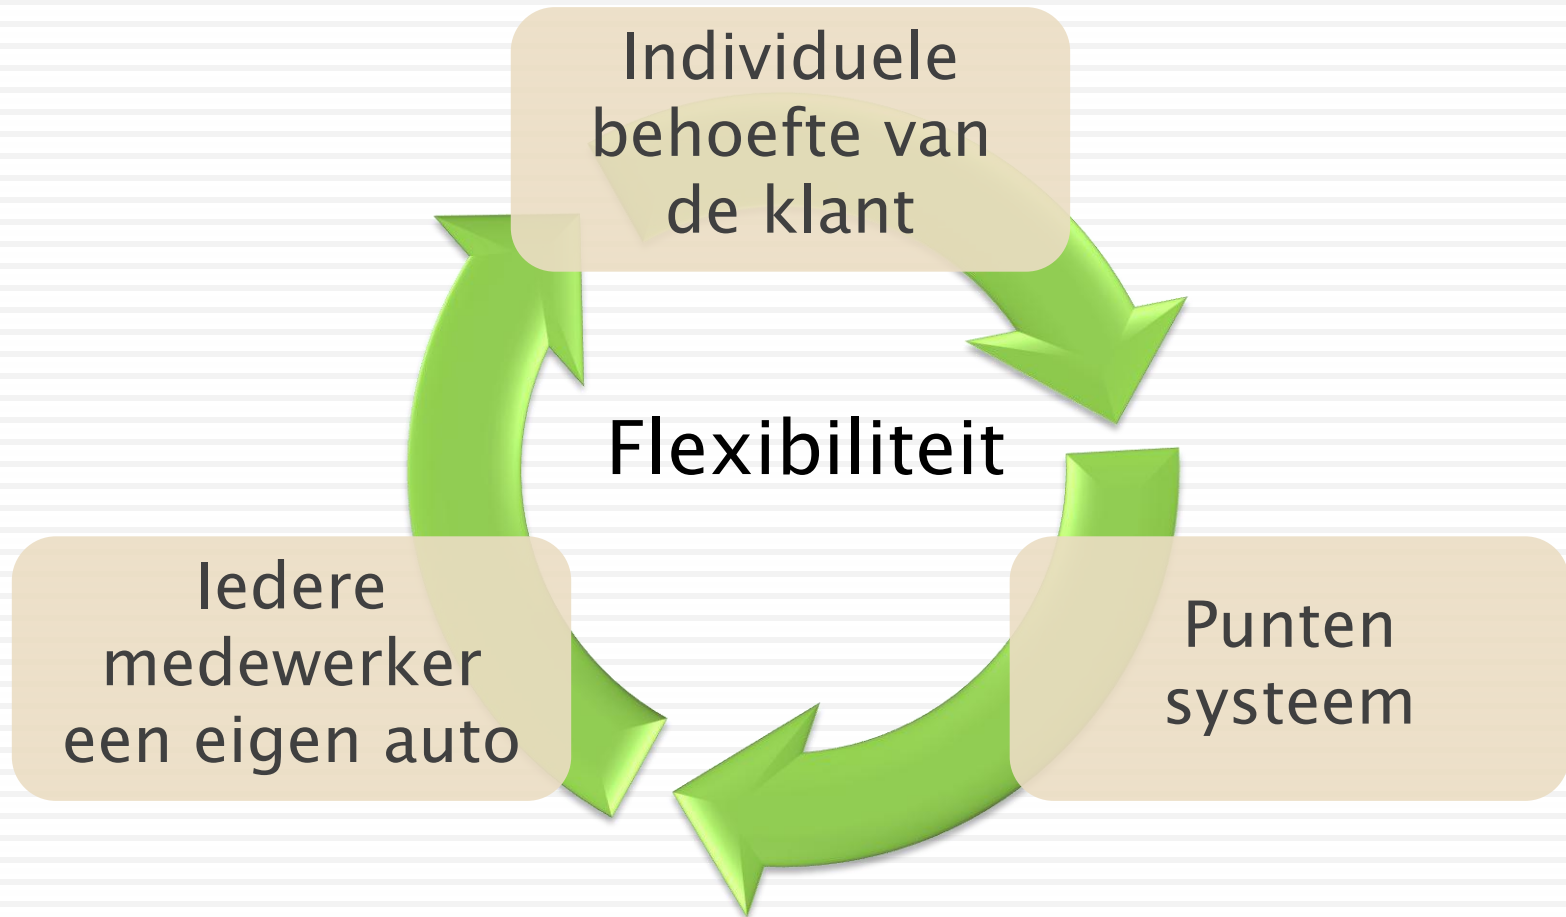 Individuele
behoefte van
de klant
Flexibiliteit
Iedere
medewerker
een eigen auto
Punten
systeem